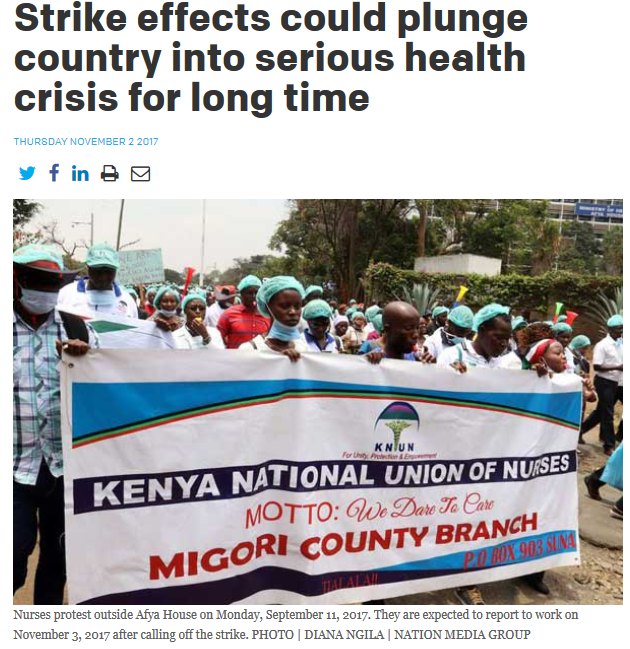 Strike effects could plunge
country into serious health
crisis for long time
THURSDAY NOVEMBER 2 2017
KNUN
For Unity, Protection & Empowerment
KENYA NATIONAL UNION OF NURSES
MOTTO: We Dare To Care
MIGORI COUNTY BRANCH
P.O BOX 903 SUNA
Nurses protest outside Afya House on Monday, September 11, 2017. They are expected to report to work on
November 3, 2017 after calling off the strike. PHOTO | DIANA NGILA | NATION MEDIA GROUP